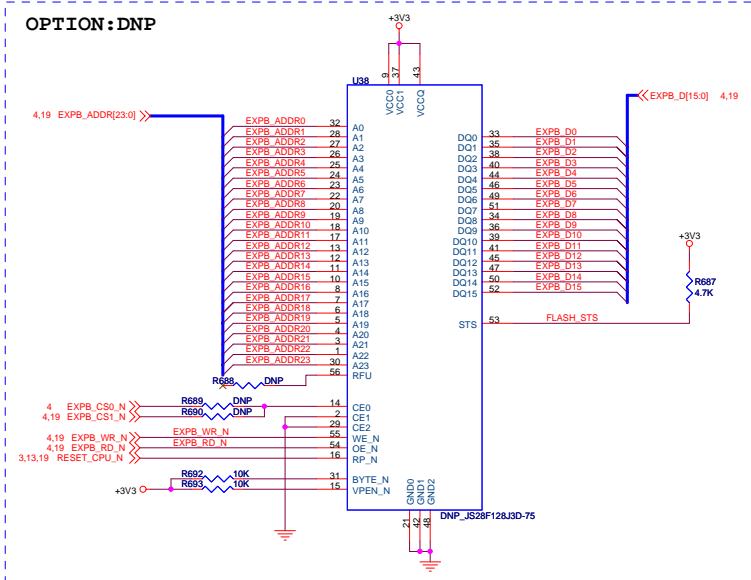 OPTION:DNP
+3V3
U38
9 37 43
VCC0 VCC1 VCCQ
4,19 EXPB_ADDR[23:0]
EXPB_D[15:0] 4,19
EXPB_ADDR0 32 A0
EXPB_ADDR1 28 A1
EXPB_ADDR2 27 A2
EXPB_ADDR3 26 A3
EXPB_ADDR4 25 A4
EXPB_ADDR5 24 A5
EXPB_ADDR6 23 A6
EXPB_ADDR7 22 A7
EXPB_ADDR8 20 A8
EXPB_ADDR9 19 A9
EXPB_ADDR10 18 A10
EXPB_ADDR11 17 A11
EXPB_ADDR12 13 A12
EXPB_ADDR13 12 A13
EXPB_ADDR14 11 A14
EXPB_ADDR15 10 A15
EXPB_ADDR16 8 A16
EXPB_ADDR17 7 A17
EXPB_ADDR18 6 A18
EXPB_ADDR19 5 A19
EXPB_ADDR20 4 A20
EXPB_ADDR21 3 A21
EXPB_ADDR22 1 A22
EXPB_ADDR23 30 A23
R688 DNP 56 RFU
DQ0 33 EXPB_D0
DQ1 35 EXPB_D1
DQ2 38 EXPB_D2
DQ3 40 EXPB_D3
DQ4 44 EXPB_D4
DQ5 46 EXPB_D5
DQ6 49 EXPB_D6
DQ7 51 EXPB_D7
DQ8 34 EXPB_D8
DQ9 36 EXPB_D9
DQ10 39 EXPB_D10
DQ11 41 EXPB_D11
DQ12 45 EXPB_D12
DQ13 47 EXPB_D13
DQ14 50 EXPB_D14
DQ15 52 EXPB_D15
+3V3
R687
4.7K
STS 53 FLASH_STS
4 EXPB_CS0_N R689 DNP 14 CE0
4,19 EXPB_CS1_N R690 DNP 2 CE1
29 CE2
4,19 EXPB_WR_N EXPB_WR_N 55 WE_N
4,19 EXPB_RD_N EXPB_RD_N 54 OE_N
3,13,19 RESET_CPU_N 16 RP_N
R692 10K 31 BYTE_N
+3V3 R693 10K 15 VPEN_N
GND0 GND1 GND2
21 42 48
DNP_JS28F128J3D-75